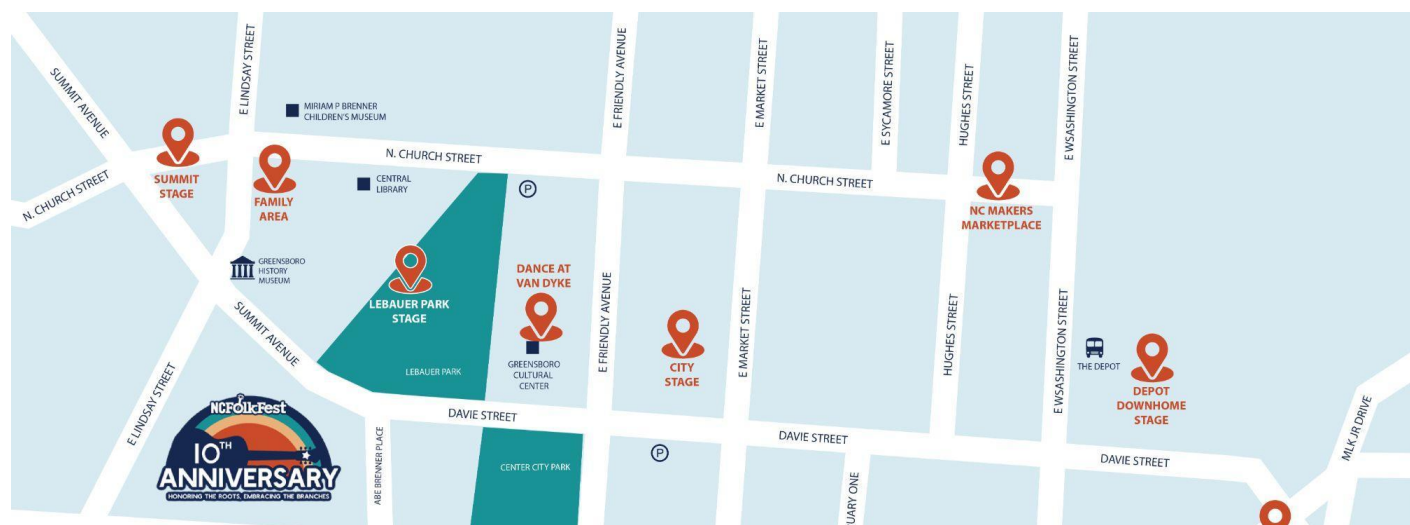 SUMMIT AVENUE
E LINDSAY STREET
MIRIAM P BRENNER
CHILDREN'S MUSEUM
E FRIENDLY AVENUE
E MARKET STREET
E SYCAMORE STREET
HUGHES STREET
E WSASHINGTON STREET
N. CHURCH STREET
SUMMIT
STAGE
FAMILY
AREA
N. CHURCH STREET
CENTRAL
LIBRARY
P
N. CHURCH STREET
NC MAKERS
MARKETPLACE
GREENSBORO
HISTORY
MUSEUM
SUMMIT AVENUE
LEBAUER PARK
STAGE
DANCE AT
VAN DYKE
E FRIENDLY AVENUE
E MARKET STREET
HUGHES STREET
E WSASHINGTON STREET
LEBAUER PARK
GREENSBORO
CULTURAL
CENTER
CITY
STAGE
THE DEPOT
DEPOT
DOWNHOME
STAGE
E LINDSAY STREET
NCFolkFest
10TH
ANNIVERSARY
HONORING THE ROOTS, EMBRACING THE BRANCHES
ABE BRENNER PLACE
DAVIE STREET
CENTER CITY PARK
P
DAVIE STREET
UARY ONE
DAVIE STREET
MLK JR DRIVE